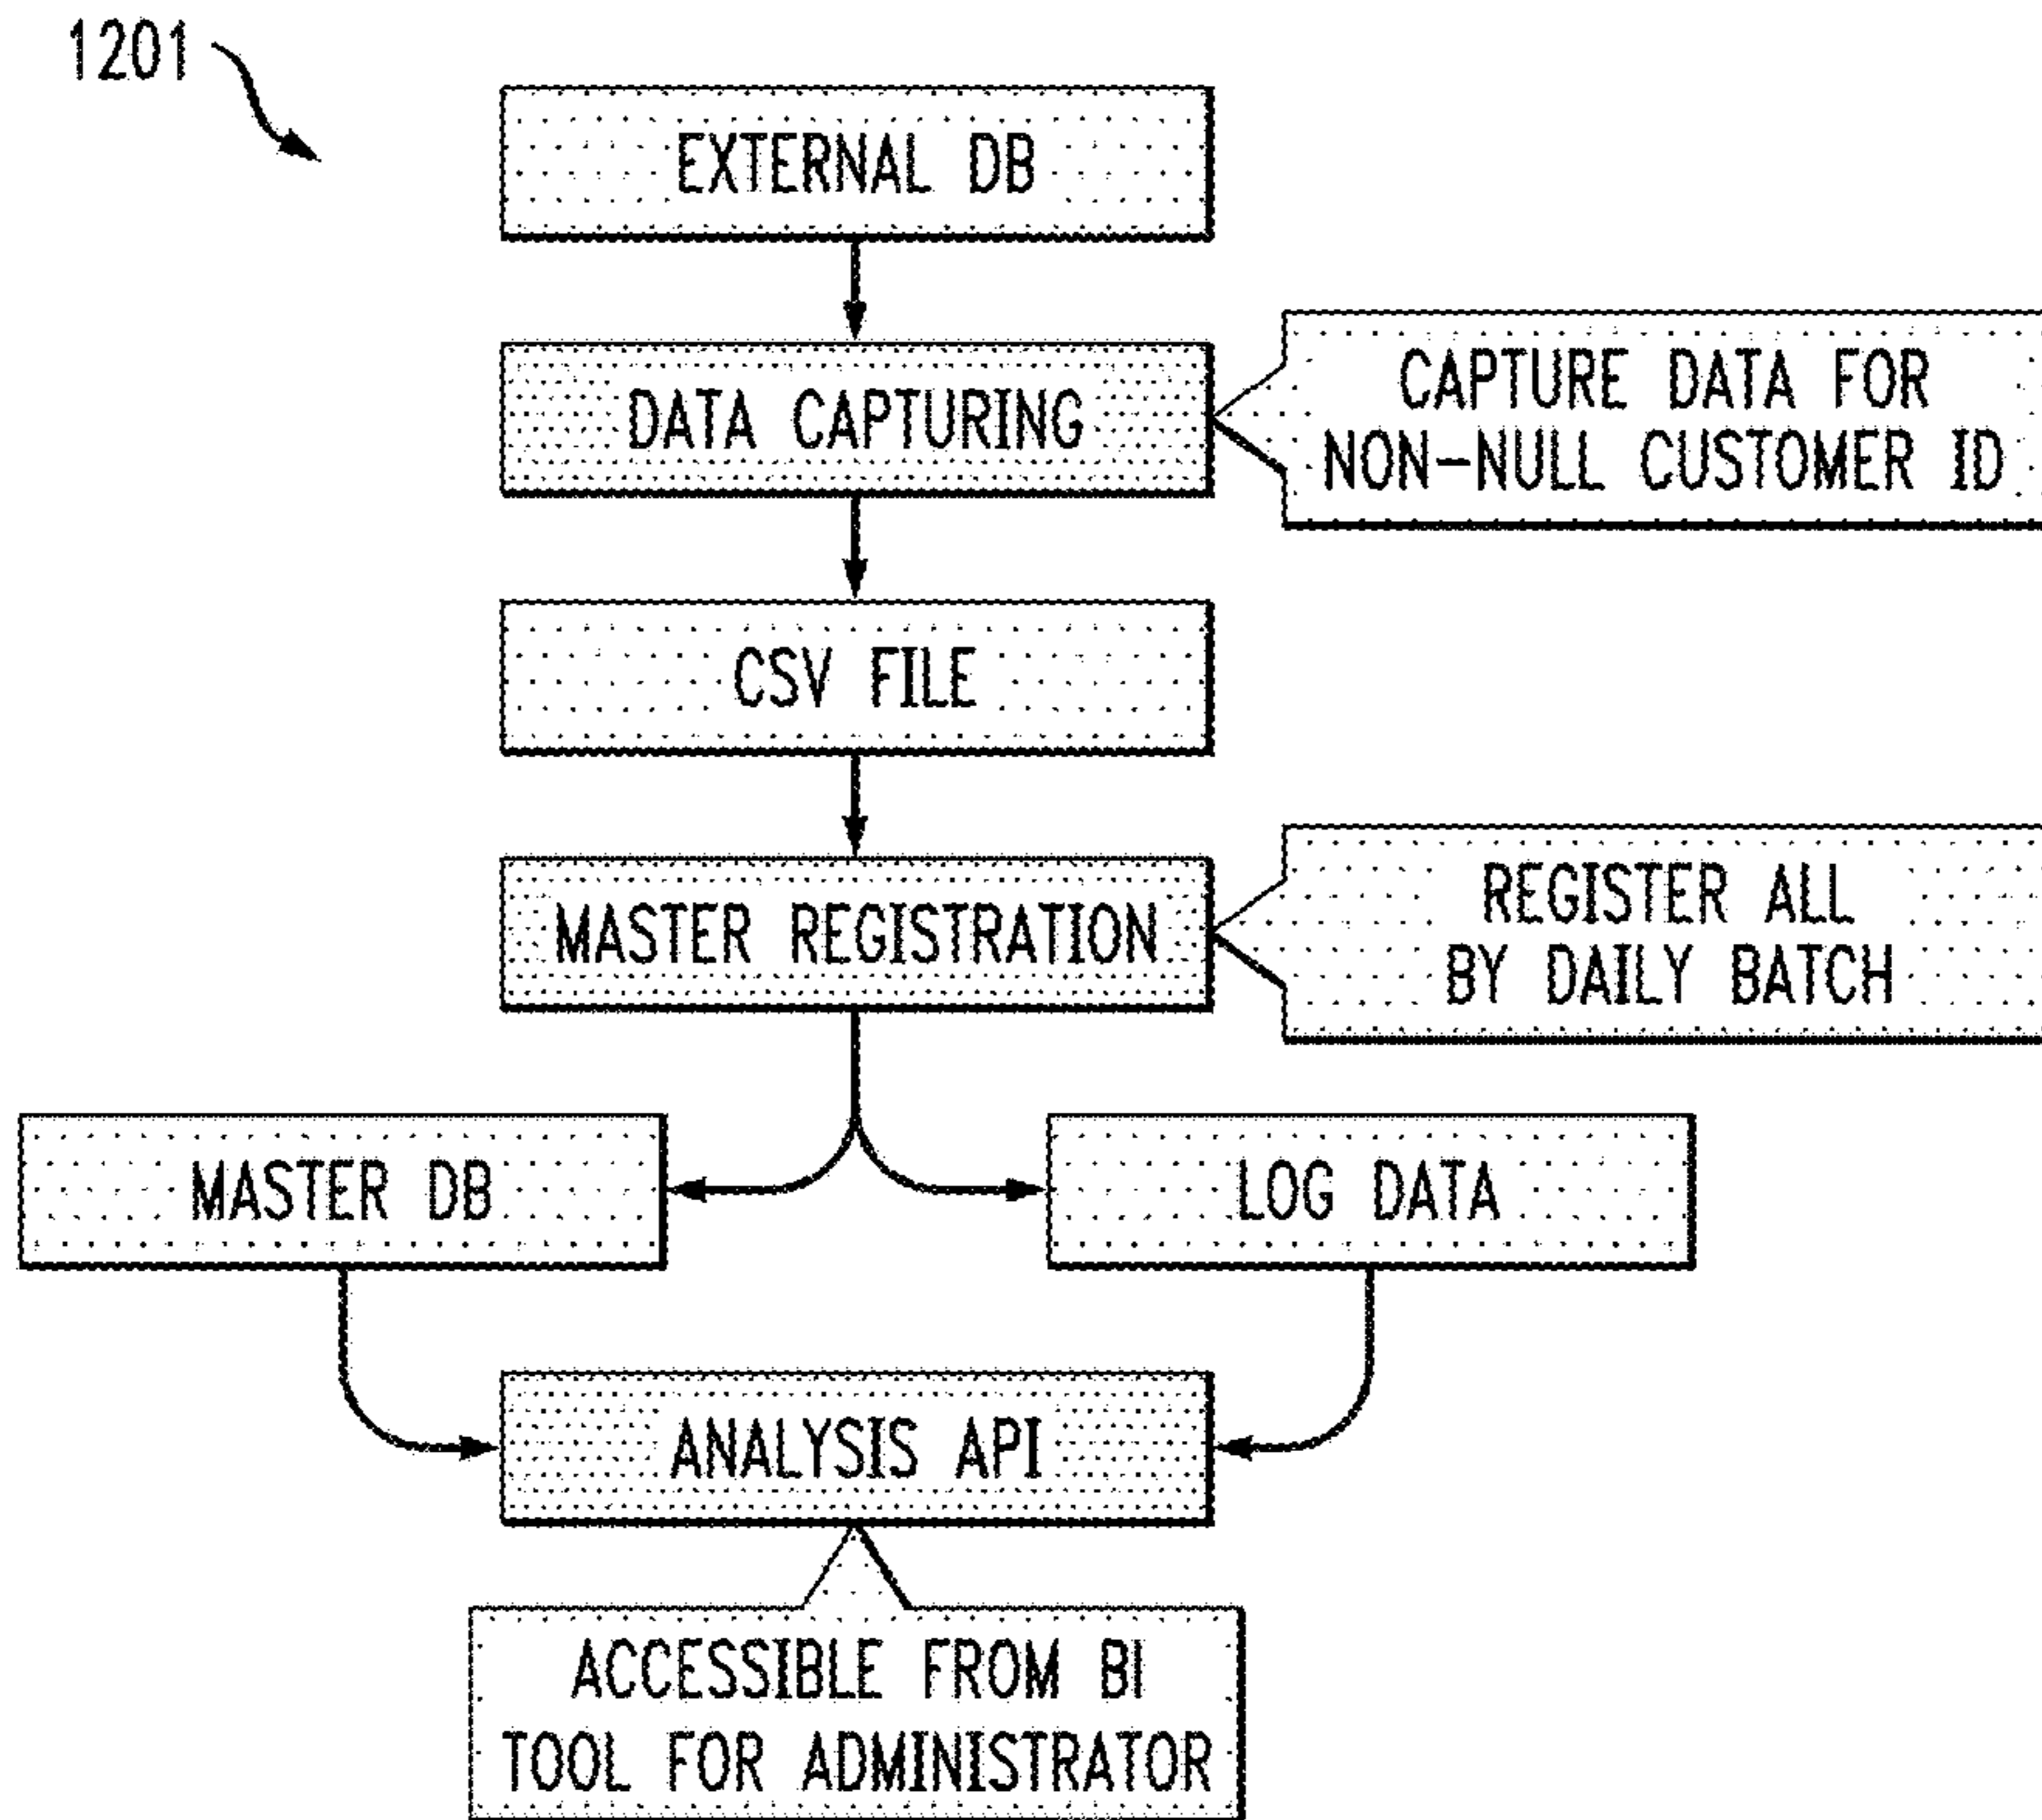 1201
EXTERNAL DB
DATA CAPTURING
CAPTURE DATA FOR
NON-NULL CUSTOMER ID
CSV FILE
MASTER REGISTRATION
REGISTER ALL
BY DAILY BATCH
MASTER DB
LOG DATA
ANALYSIS API
ACCESSIBLE FROM BI
TOOL FOR ADMINISTRATOR